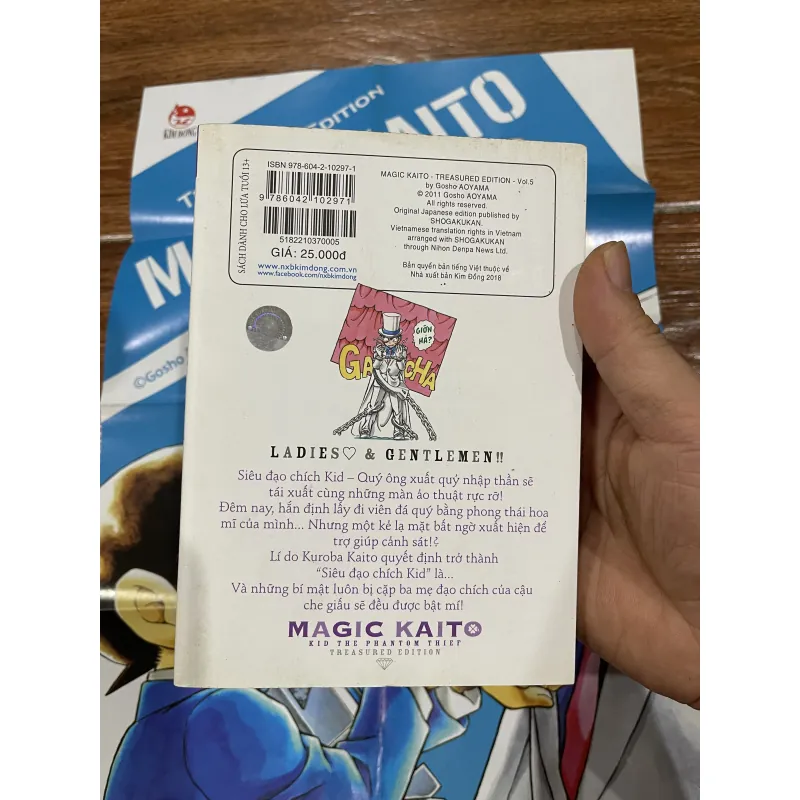 EDITION
KAITO
KIM ĐỒNG
M
©Gosho
SÁCH DÀNH CHO LỨA TUỔI 13+
ISBN 978-604-2-10297-1
9 786042 102971
5182210370005
GIÁ: 25.000đ
www.nxbkimdong.com.vn
www.facebook.com/nxbkimdong
MAGIC KAITO - TREASURED EDITION - Vol.5
by Gosho AOYAMA
© 2011 Gosho AOYAMA
All rights reserved.
Original Japanese edition published by
SHOGAKUKAN.
Vietnamese translation rights in Vietnam
arranged with SHOGAKUKAN
through Nihon Denpa News Ltd.
Bản quyền bản tiếng Việt thuộc về
Nhà xuất bản Kim Đồng 2018
GIỠN
HẢ?
GACHA
LADIES♡ & GENTLEMEN!!
Siêu đạo chích Kid – Quý ông xuất quỷ nhập thần sẽ
tái xuất cùng những màn ảo thuật rực rỡ!
Đêm nay, hắn định lấy đi viên đá quý bằng phong thái hoa
mĩ của mình... Nhưng một kẻ lạ mặt bất ngờ xuất hiện để
trợ giúp cảnh sát!?
Lí do Kuroba Kaito quyết định trở thành
“Siêu đạo chích Kid” là...
Và những bí mật luôn bị cặp ba mẹ đạo chích của cậu
che giấu sẽ đều được bật mí!
MAGIC KAITO
KID THE PHANTOM THIEF
TREASURED EDITION